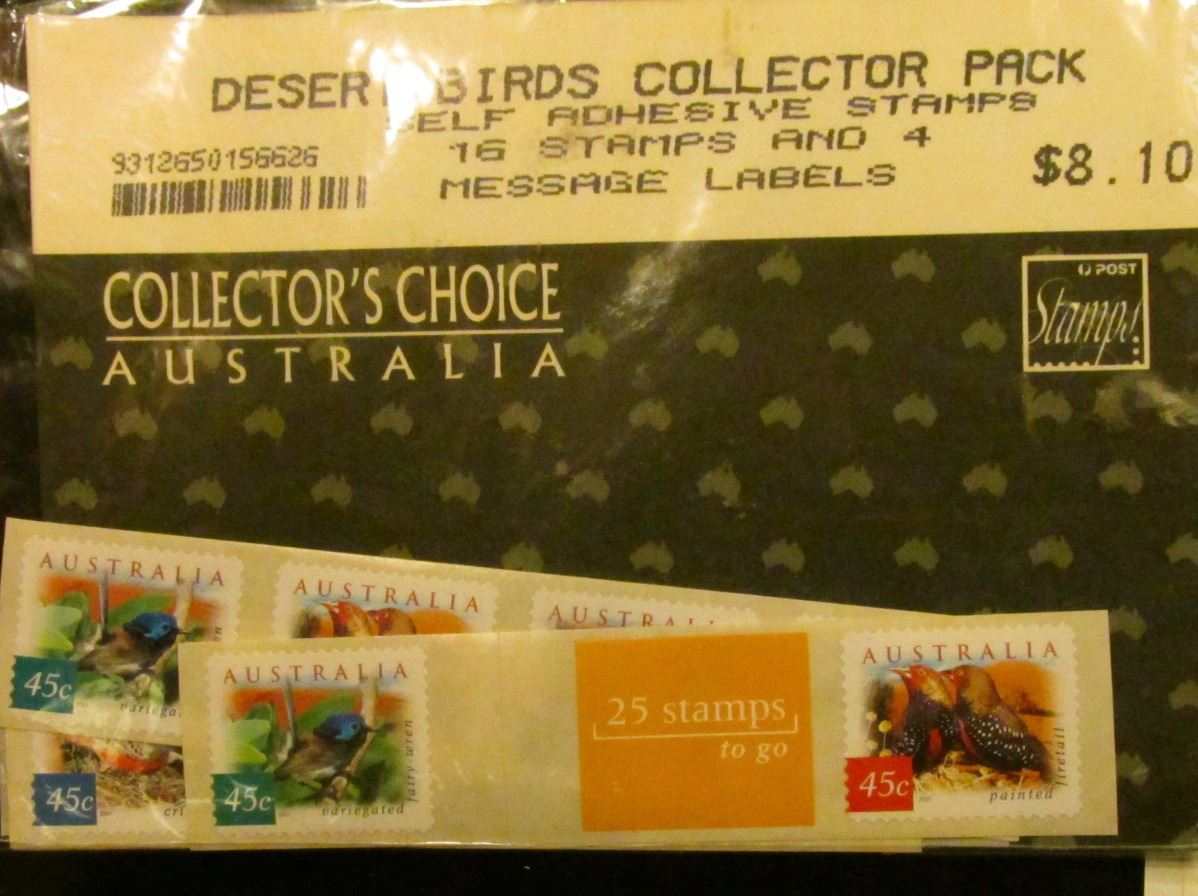 DESERT BIRDS COLLECTOR PACK
SELF ADHESIVE STAMPS
16 STAMPS AND 4
MESSAGE LABELS
9312650156626
$8.10
COLLECTOR'S CHOICE
AUSTRALIA
POST
Stamps
AUSTRALIA
45c
AUSTRALIA
AUSTRALIA
45c
AUSTRALIA
45c
variegated
fairy-wren
25 stamps
to go
AUSTRALIA
45c
painted
firetail